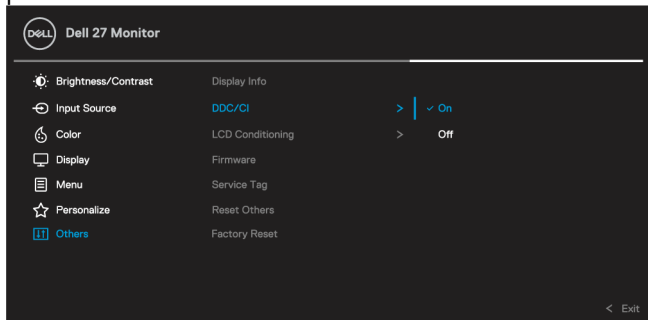 DELL Dell 27 Monitor
Brightness/Contrast Display Info
Input Source DDC/CI > ✓ On
Color LCD Conditioning > Off
Display Firmware
Menu Service Tag
Personalize Reset Others
Others Factory Reset
< Exit